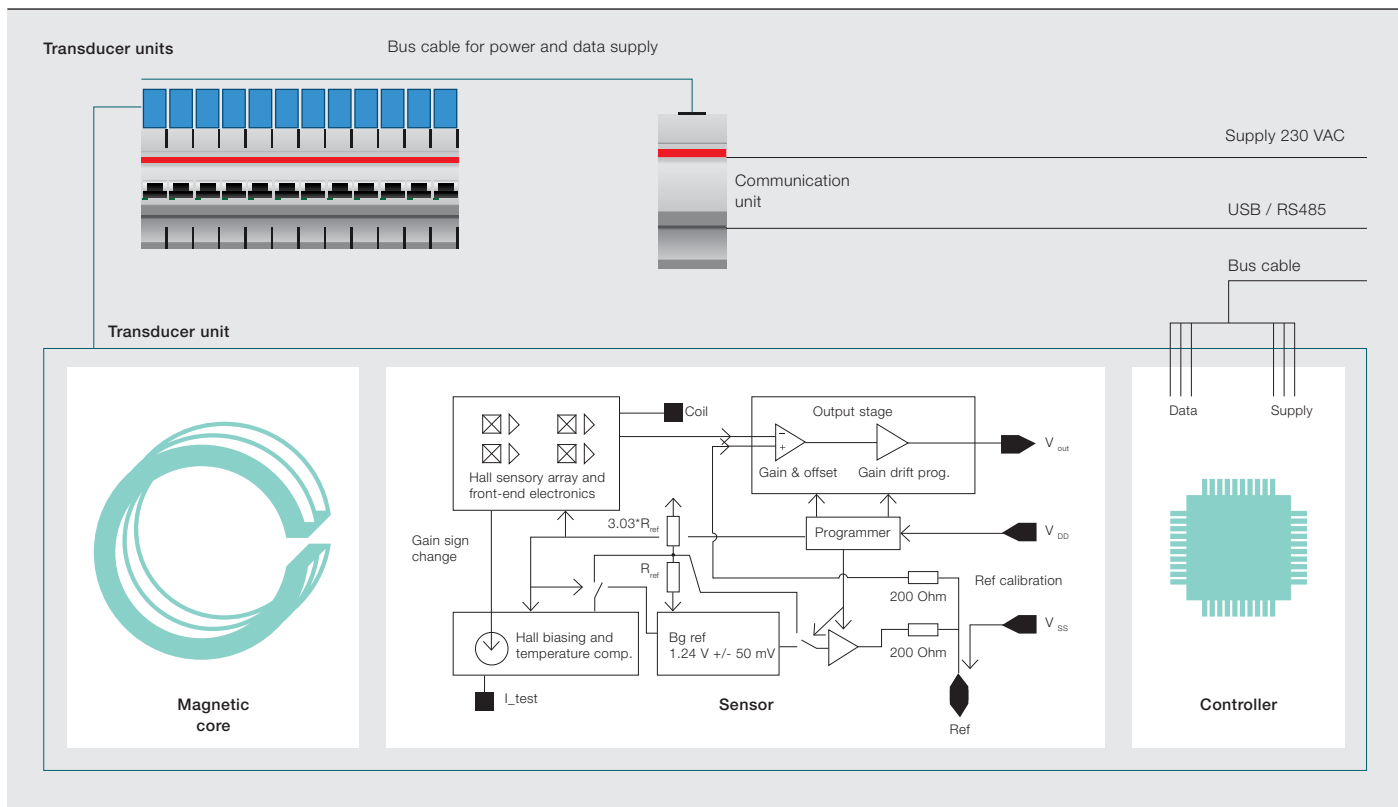 Transducer units
Bus cable for power and data supply
Supply 230 VAC
Communication
unit
USB / RS485
Bus cable
Transducer unit
Data
Supply
Coil
Output stage
Hall sensory array and
front-end electronics
Gain & offset
Gain drift prog.
V out
Gain sign
change
3.03*Rref
Programmer
V DD
Rref
Ref calibration
200 Ohm
Hall biasing and
temperature comp.
Bg ref
1.24 V +/- 50 mV
200 Ohm
V SS
I_test
Ref
Magnetic
core
Sensor
Controller